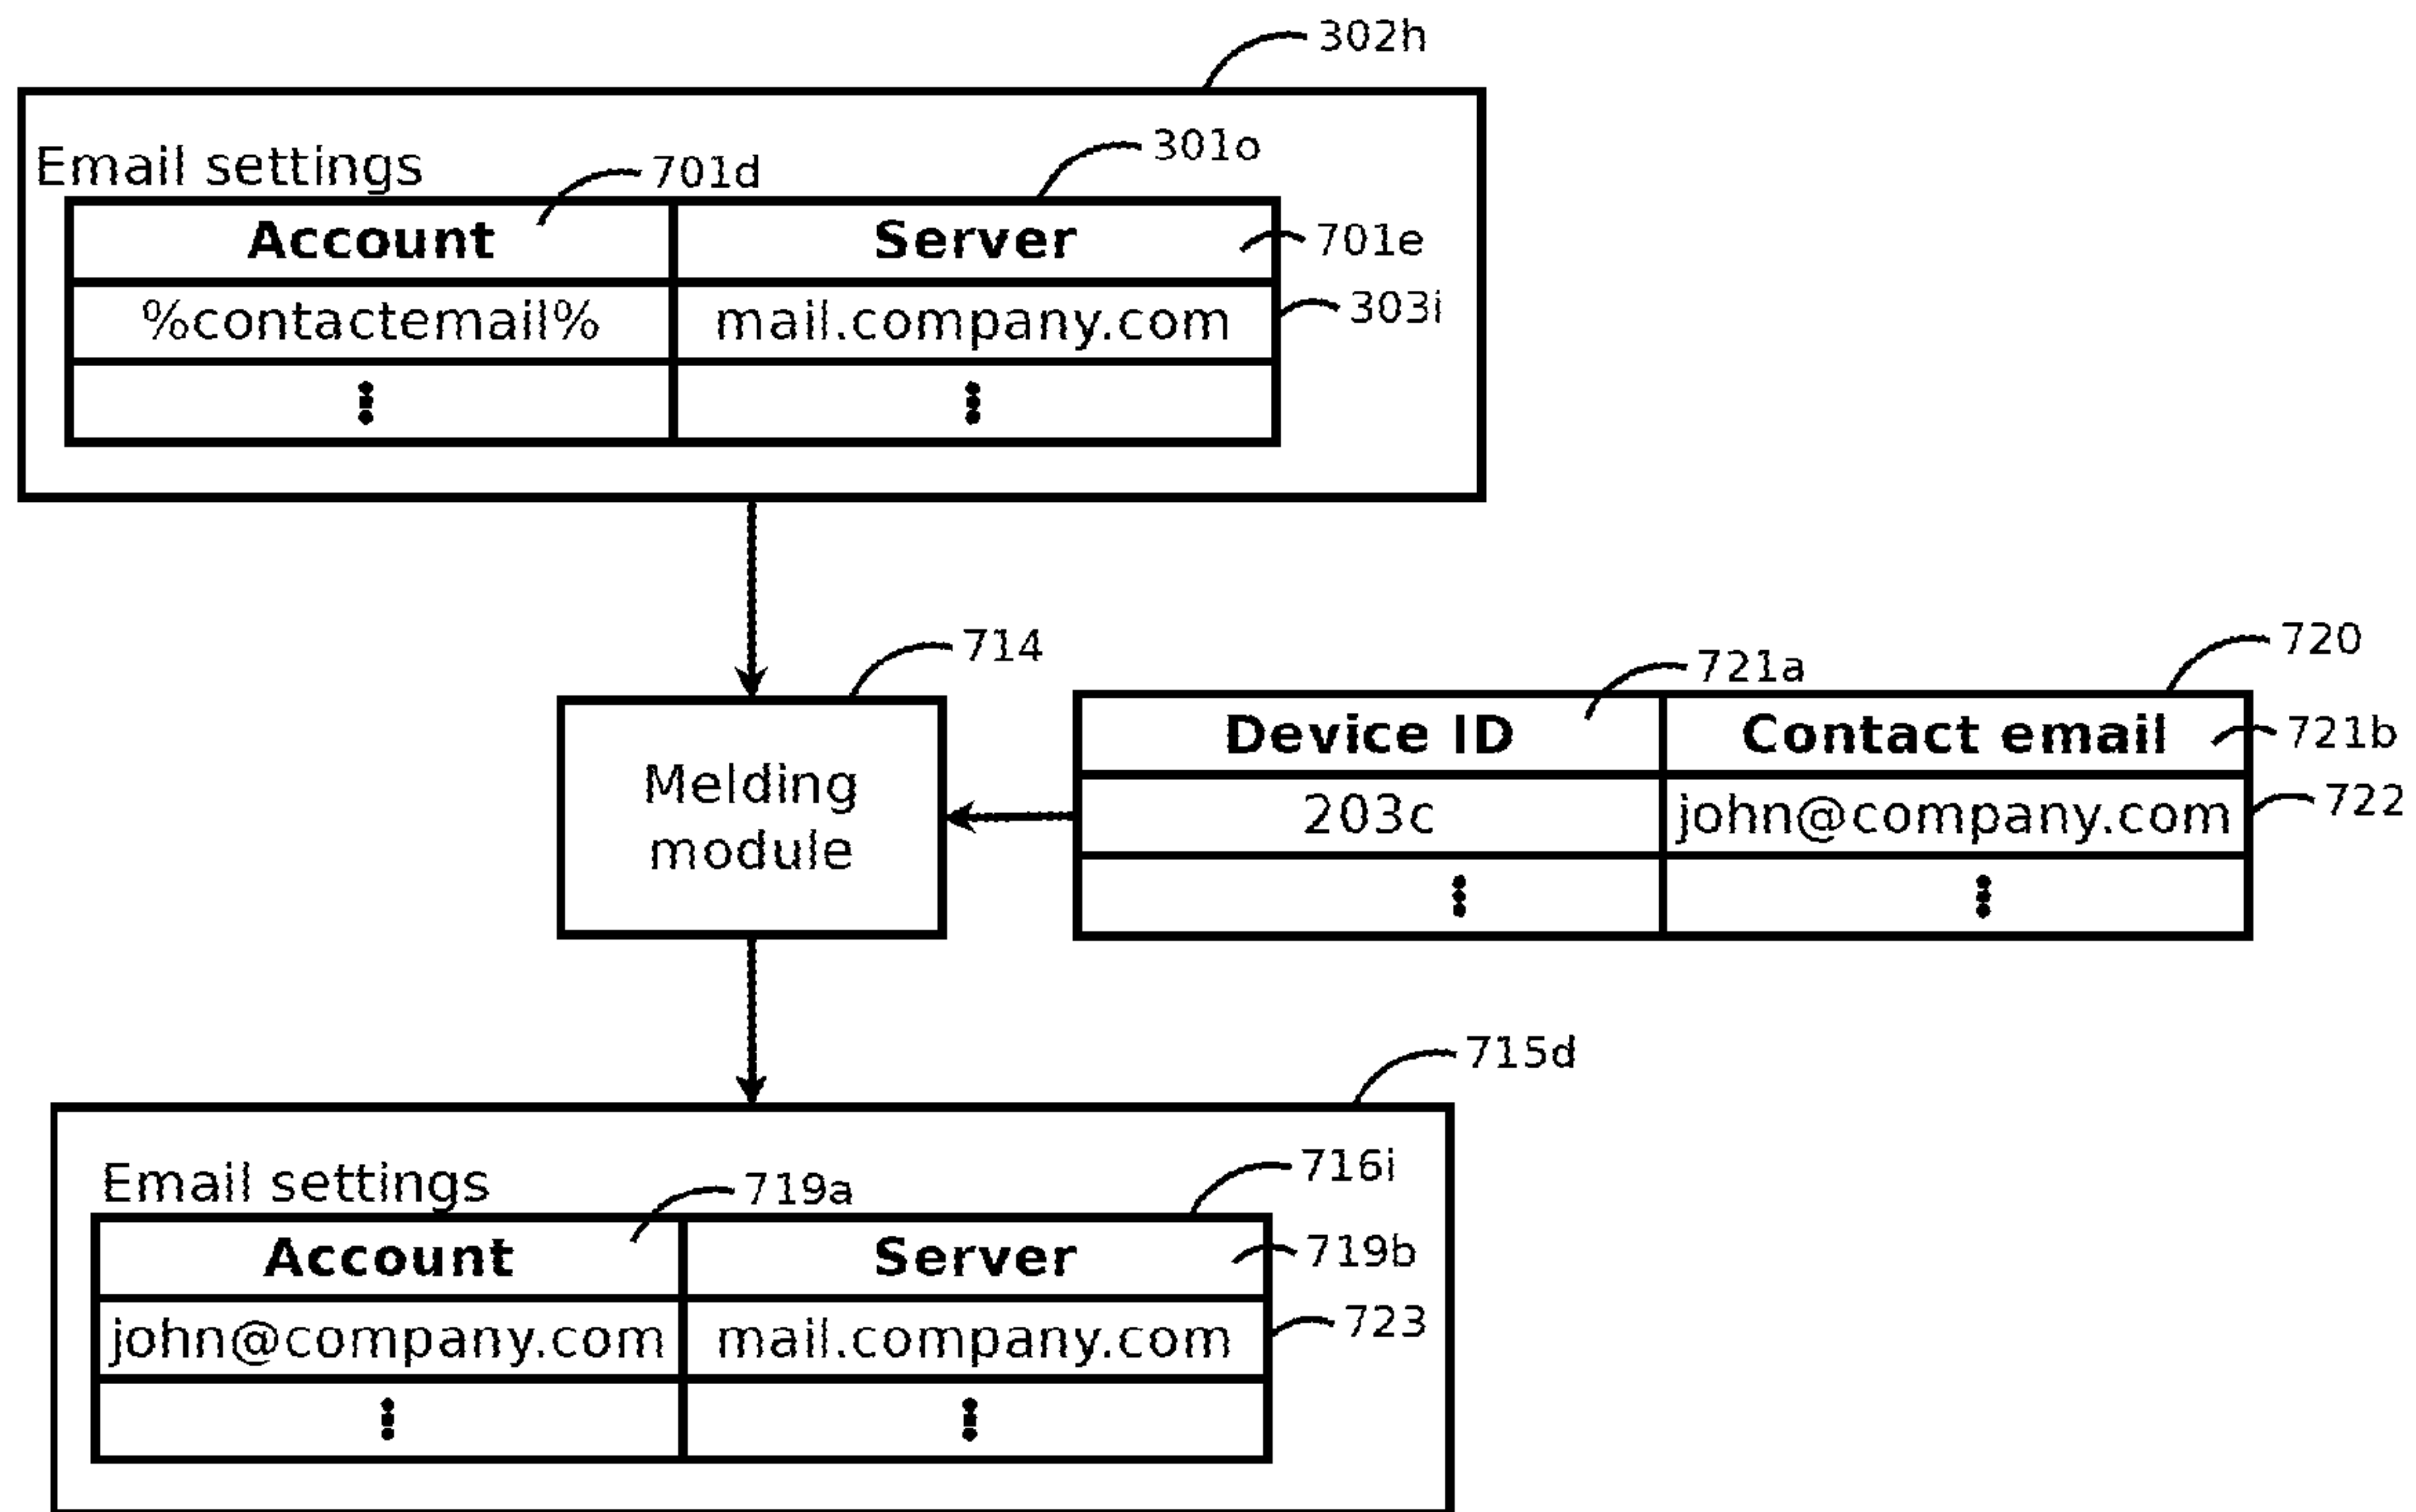 302h
Email settings
701d
301o
Account Server
701e
%contactemail% mail.company.com
303i
714
720
721a
Device ID Contact email
721b
Melding
module
203c john@company.com
722
715d
Email settings
719a
716i
Account Server
719b
john@company.com mail.company.com
723